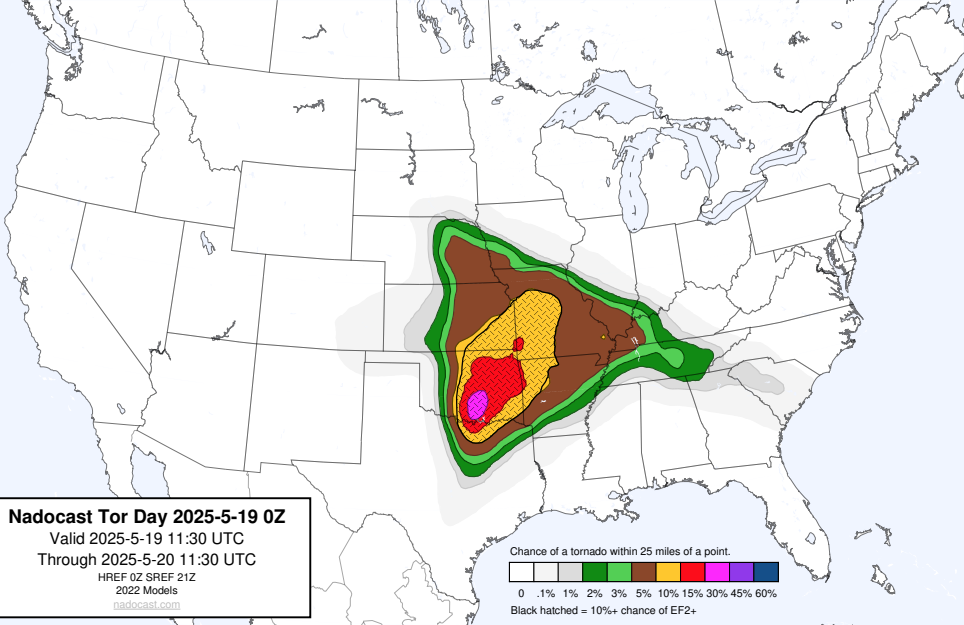 Nadocast Tor Day 2025-5-19 0Z
Valid 2025-5-19 11:30 UTC
Through 2025-5-20 11:30 UTC
HREF 0Z SREF 21Z
2022 Models
nadocast.com
Chance of a tornado within 25 miles of a point.
0 .1% 1% 2% 3% 5% 10% 15% 30% 45% 60%
Black hatched = 10%+ chance of EF2+